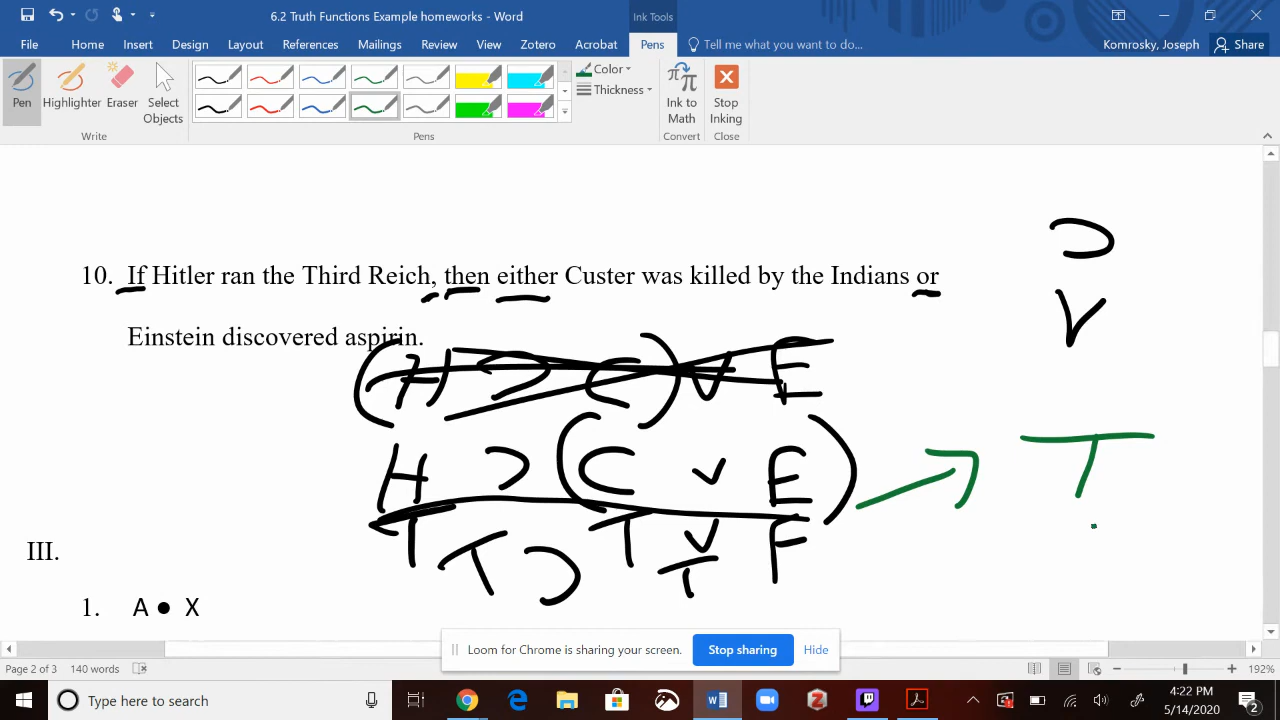 6.2 Truth Functions Example homeworks - Word
Ink Tools
File Home Insert Design Layout References Mailings Review View Zotero Acrobat Pens Tell me what you want to do... Komrosky, Joseph Share
Color
Thickness
Pen Highlighter Eraser Select Objects
Ink to Math Stop Inking
Write Pens Convert Close
10. If Hitler ran the Third Reich, then either Custer was killed by the Indians or
Einstein discovered aspirin.
⊃
V
(H ⊃ C) V E
H ⊃ (C v E)
T
T T v F
T ⊃ T
III.
1. A ● X
Loom for Chrome is sharing your screen. Stop sharing Hide
Page 2 of 3 140 words 192%
Type here to search
4:22 PM
5/14/2020
2